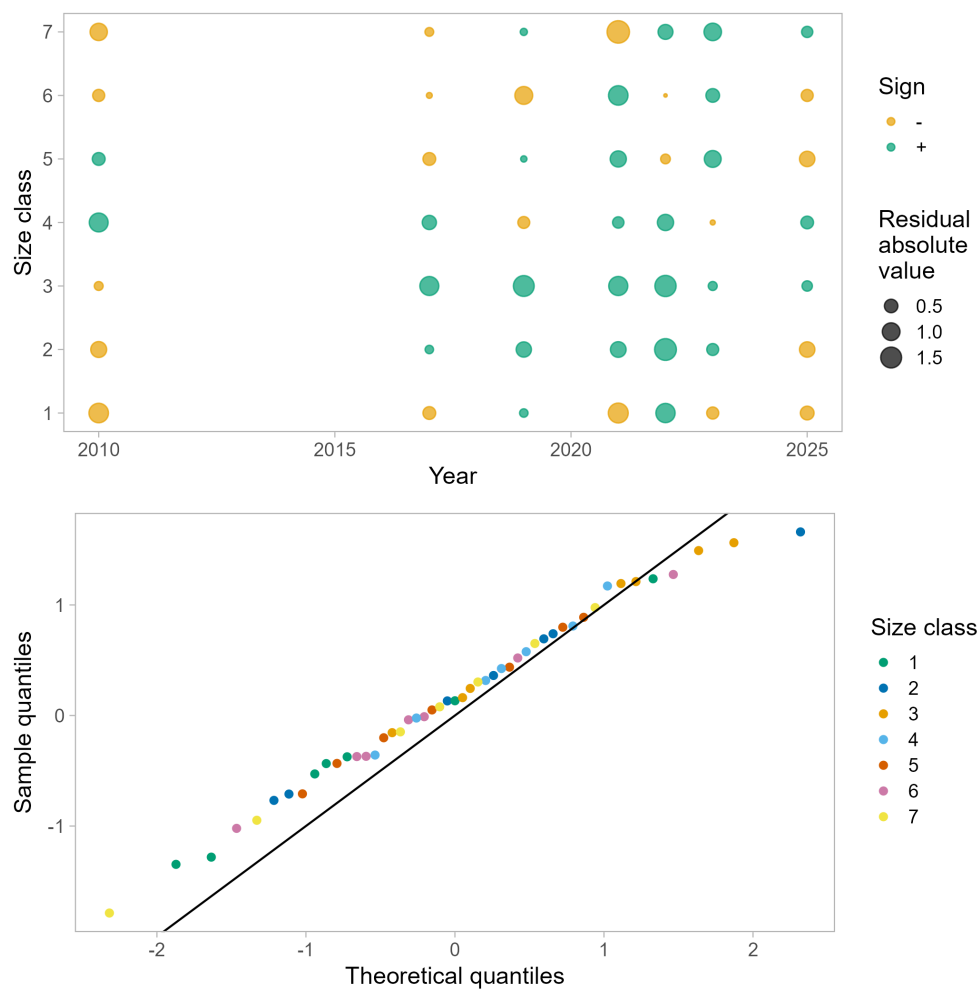 7
6
5
4
3
2
1
Size class
2010 2015 2020 2025
Year
Sign
-
+
Residual
absolute
value
0.5
1.0
1.5
1
0
-1
Sample quantiles
-2 -1 0 1 2
Theoretical quantiles
Size class
1
2
3
4
5
6
7